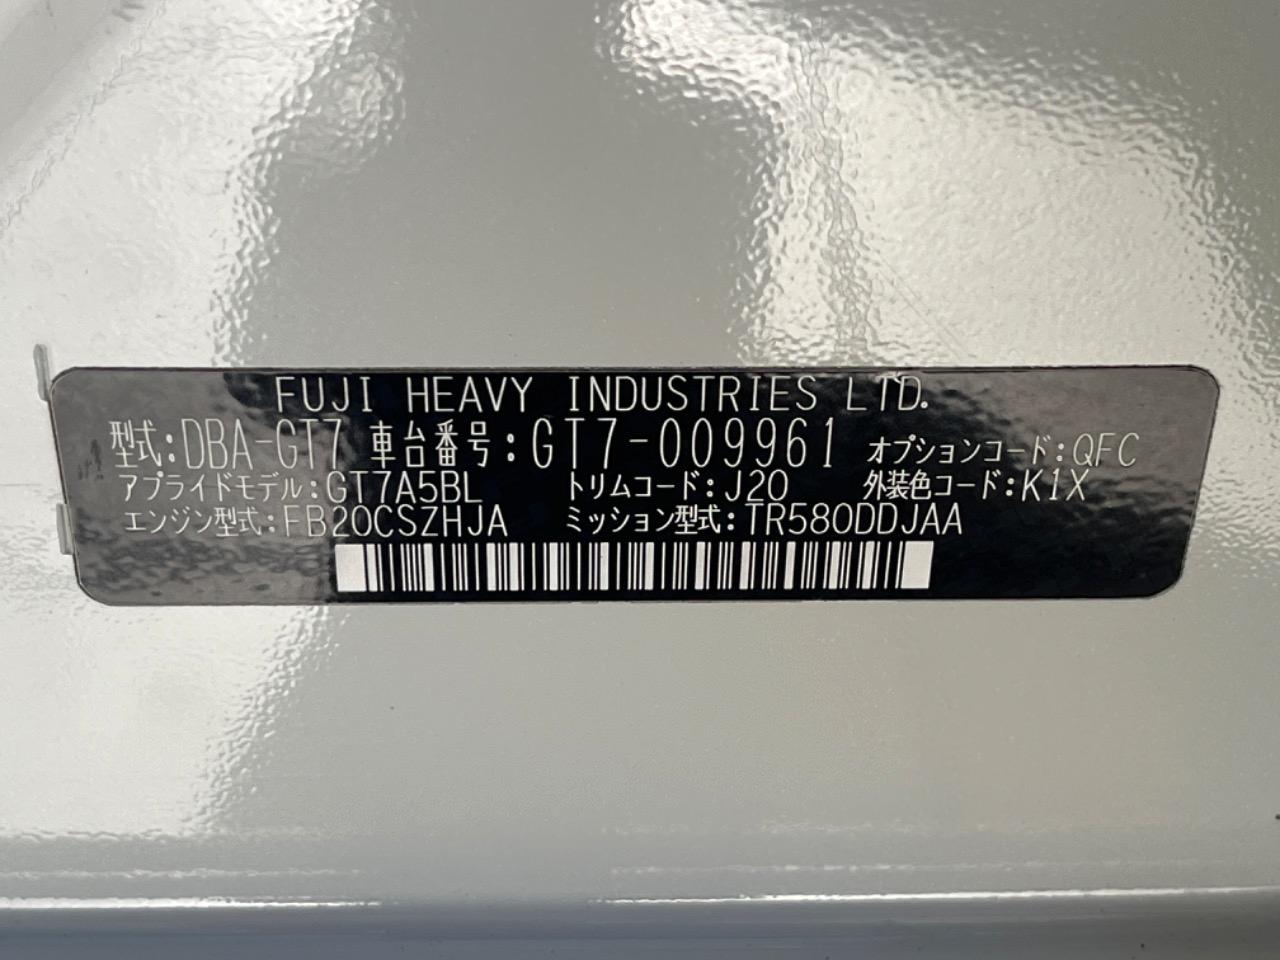 FUJI HEAVY INDUSTRIES LTD.
型式:DBA-GT7 車台番号:GT7-009961 オプションコード:QFC
アプライドモデル:GT7A5BL トリムコード:J20 外装色コード:K1X
エンジン型式:FB20CSZHJA ミッション型式:TR580DDJAA